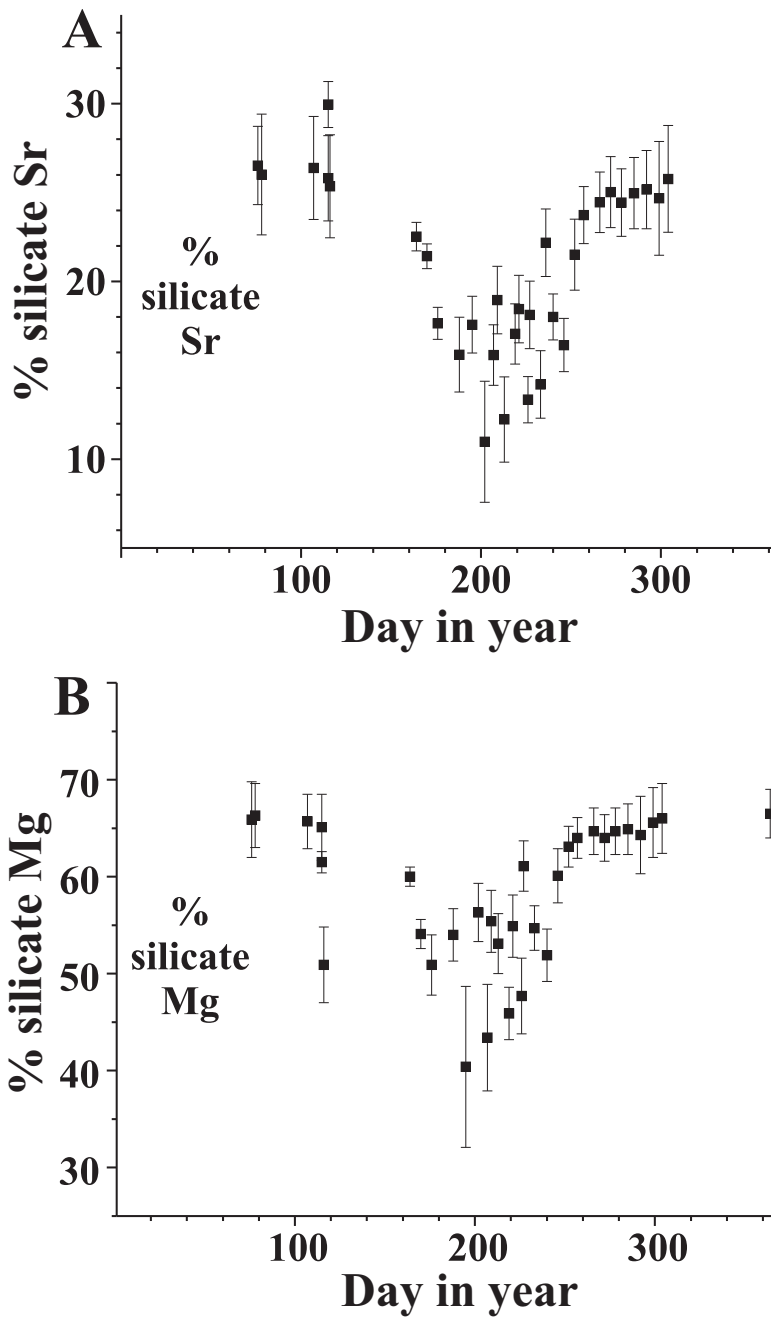 A
% silicate Sr
30
20
10
%
silicate
Sr
100
200
300
Day in year
B
% silicate Mg
70
60
50
40
30
%
silicate
Mg
100
200
300
Day in year